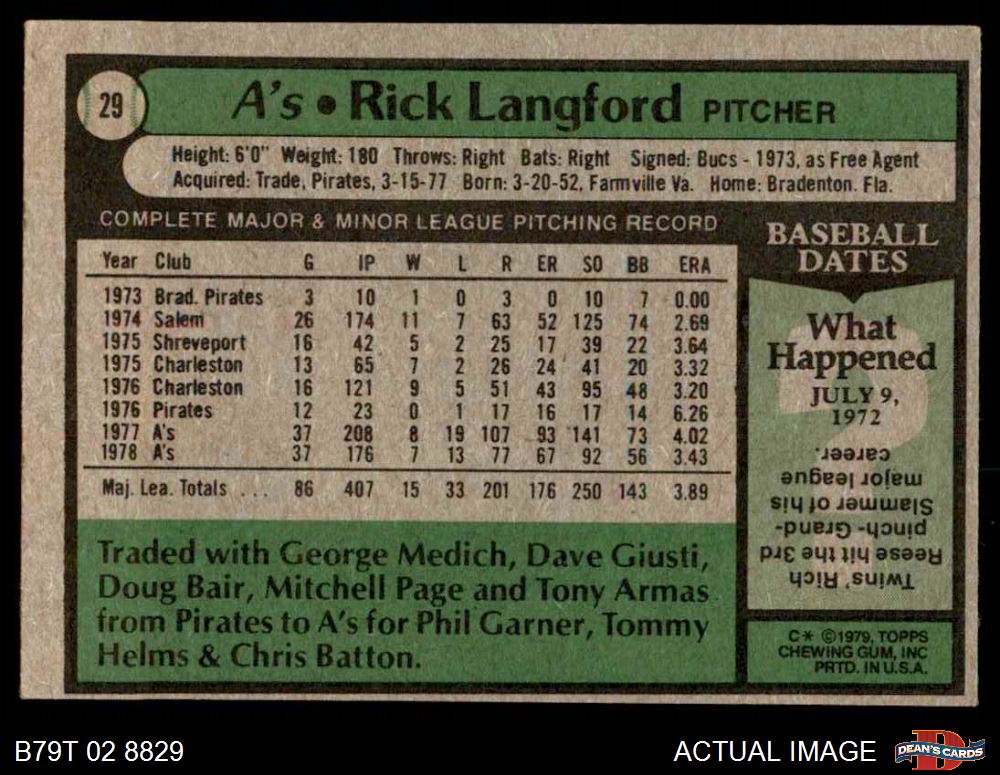 29
A's • Rick Langford PITCHER
Height: 6'0" Weight: 180 Throws: Right Bats: Right Signed: Bucs - 1973, as Free Agent
Acquired: Trade, Pirates, 3-15-77 Born: 3-20-52, Farmville Va. Home: Bradenton. Fla.
COMPLETE MAJOR & MINOR LEAGUE PITCHING RECORD
Year Club G IP W L R ER SO BB ERA
1973 Brad. Pirates 3 10 1 0 3 0 10 7 0.00
1974 Salem 26 174 11 7 63 52 125 74 2.69
1975 Shreveport 16 42 5 2 25 17 39 22 3.64
1975 Charleston 13 65 7 2 26 24 41 20 3.32
1976 Charleston 16 121 9 5 51 43 95 48 3.20
1976 Pirates 12 23 0 1 17 16 17 14 6.26
1977 A's 37 208 8 19 107 93 141 73 4.02
1978 A's 37 176 7 13 77 67 92 56 3.43
Maj. Lea. Totals ... 86 407 15 33 201 176 250 143 3.89
Traded with George Medich, Dave Giusti,
Doug Bair, Mitchell Page and Tony Armas
from Pirates to A's for Phil Garner, Tommy
Helms & Chris Batton.
BASEBALL
DATES
What
Happened
JULY 9,
1972
Twins' Rich
Reese hit the 3rd
pinch- Grand-
Slammer of his
major league
career.
C* ©1979, TOPPS
CHEWING GUM, INC
PRTD. IN U.S.A.
B79T 02 8829
ACTUAL IMAGE
DEAN'S CARDS